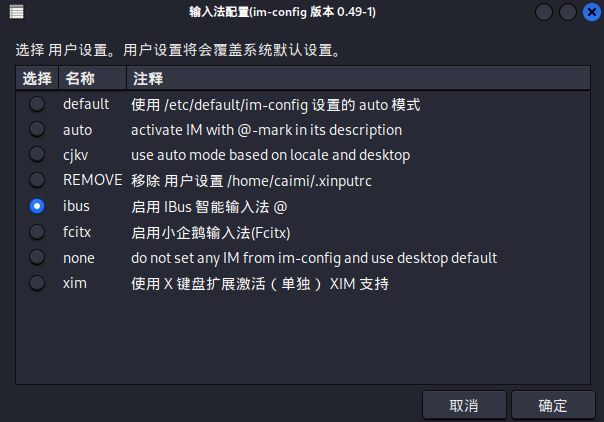 输入法配置(im-config 版本 0.49-1)
选择 用户设置。用户设置将会覆盖系统默认设置。
选择 名称 注释
default 使用 /etc/default/im-config 设置的 auto 模式
auto activate IM with @-mark in its description
cjkv use auto mode based on locale and desktop
REMOVE 移除 用户设置 /home/caimi/.xinputrc
ibus 启用 IBus 智能输入法 @
fcitx 启用小企鹅输入法(Fcitx)
none do not set any IM from im-config and use desktop default
xim 使用 X 键盘扩展激活（单独） XIM 支持
取消 确定